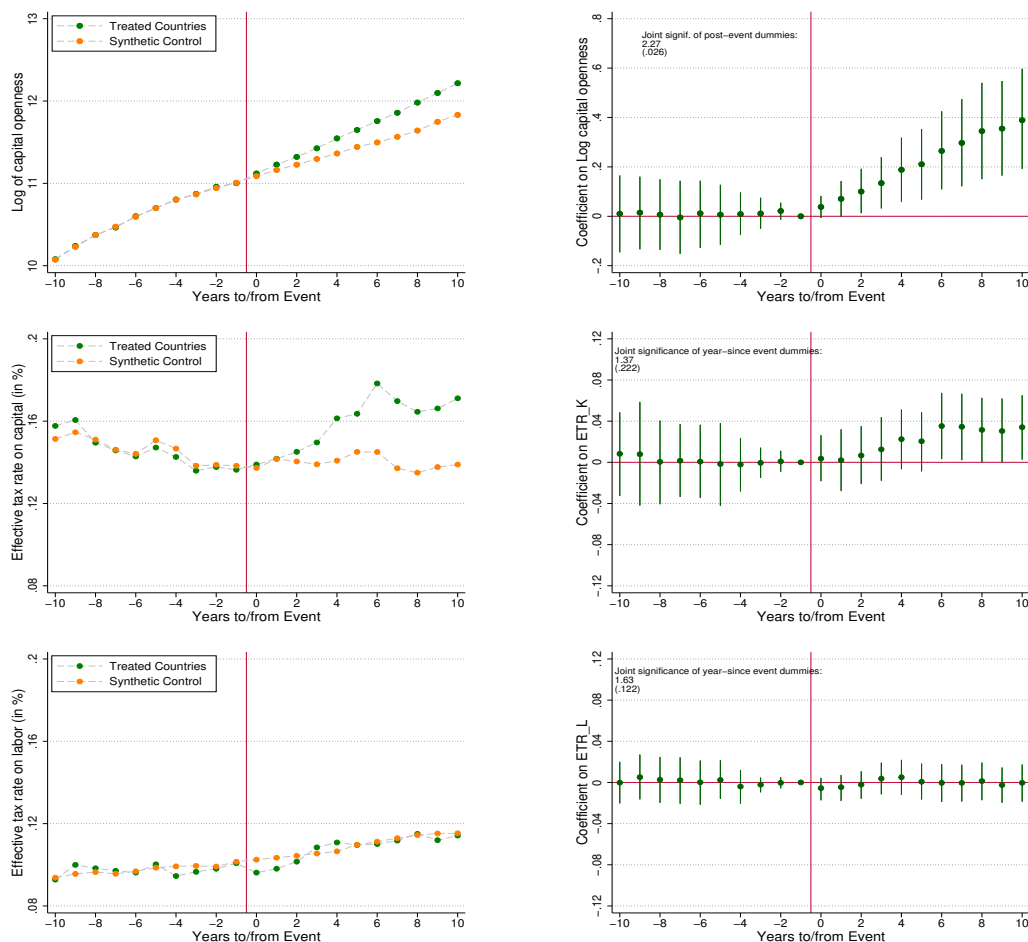 Treated Countries
Synthetic Control
Log of capital openness
13
12
11
10
−10 −8 −6 −4 −2 0 2 4 6 8 10
Years to/from Event
Joint signif. of post-event dummies:
2.27
(.026)
Coefficient on Log capital openness
.8
.6
.4
.2
0
−.2
−10 −8 −6 −4 −2 0 2 4 6 8 10
Years to/from Event
Treated Countries
Synthetic Control
Effective tax rate on capital (in %)
.2
.16
.12
.08
−10 −8 −6 −4 −2 0 2 4 6 8 10
Years to/from Event
Joint significance of year-since event dummies:
1.37
(.222)
Coefficient on ETR_K
.12
.08
.04
0
−.04
−.08
−.12
−10 −8 −6 −4 −2 0 2 4 6 8 10
Years to/from Event
Treated Countries
Synthetic Control
Effective tax rate on labor (in %)
.2
.16
.12
.08
−10 −8 −6 −4 −2 0 2 4 6 8 10
Years to/from Event
Joint significance of year-since event dummies:
1.63
(.122)
Coefficient on ETR_L
.12
.08
.04
0
−.04
−.08
−.12
−10 −8 −6 −4 −2 0 2 4 6 8 10
Years to/from Event